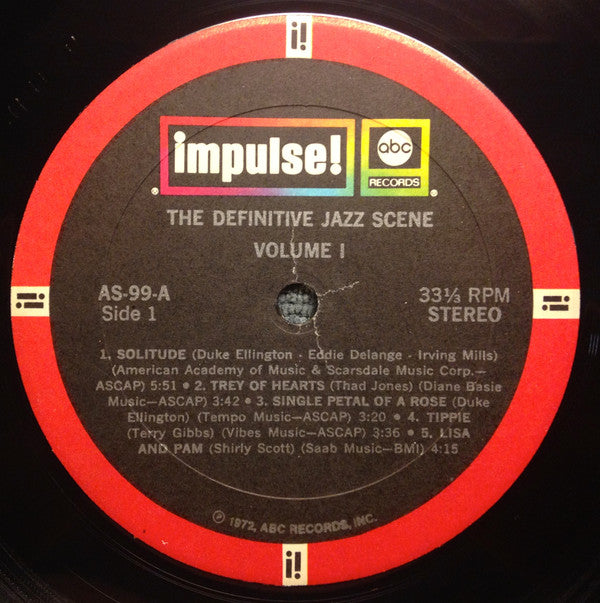 i!
impulse!
abc
RECORDS
®
®
THE DEFINITIVE JAZZ SCENE
VOLUME I
AS-99-A
Side 1
33⅓ RPM
STEREO
i!i
i!i
1. SOLITUDE (Duke Ellington - Eddie Delange - Irving Mills)
(American Academy of Music & Scarsdale Music Corp.—
ASCAP) 5:51 • 2. TREY OF HEARTS (Thad Jones) (Diane Basie
Music—ASCAP) 3:42 • 3. SINGLE PETAL OF A ROSE (Duke
Ellington) (Tempo Music—ASCAP) 3:20 • 4. TIPPIE
(Terry Gibbs) (Vibes Music—ASCAP) 3:36 • 5. LISA
AND PAM (Shirly Scott) (Saab Music—BMI) 4:15
℗ 1972, ABC RECORDS, INC.
i!